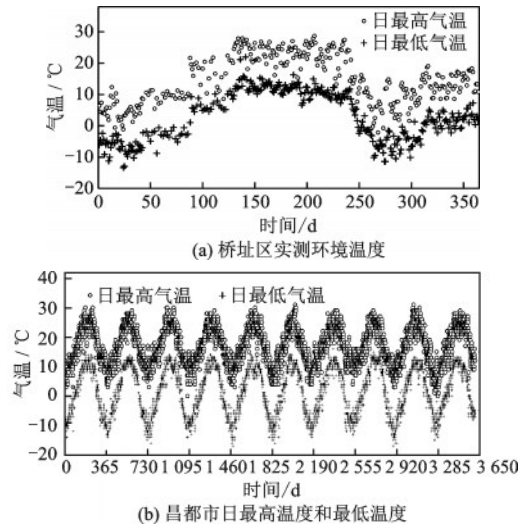 40
30
20
10
0
−10
−20
气温 / ℃
日最高气温
日最低气温
0 50 100 150 200 250 300 350
时间/d
(a) 桥址区实测环境温度
40
30
20
10
0
−10
−20
气温 / ℃
日最高气温 日最低气温
0 365 730 1 095 1 460 1 825 2 190 2 555 2 920 3 285 3 650
时间/d
(b) 昌都市日最高温度和最低温度